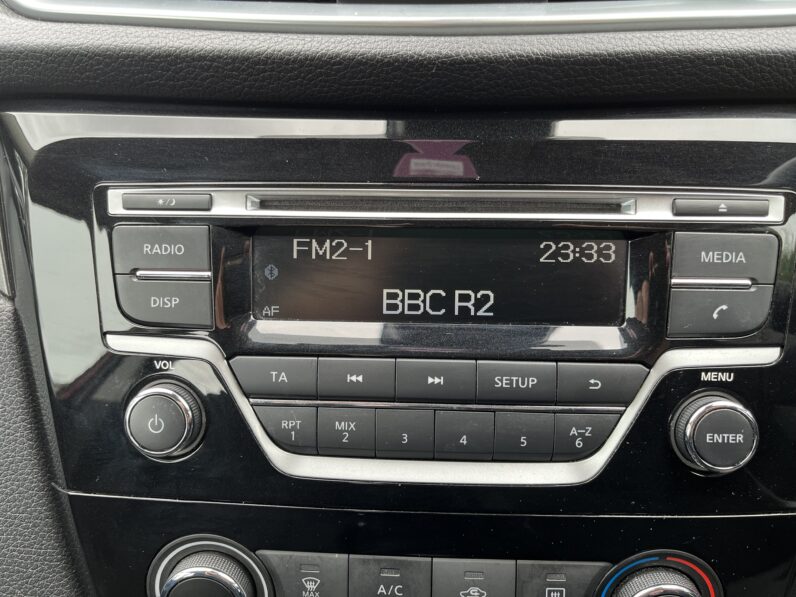 FM2-1 23:33
AF BBC R2
RADIO
DISP
MEDIA
VOL
TA SETUP
RPT 1 MIX 2 3 4 5 A-Z 6
MENU
ENTER
MAX A/C